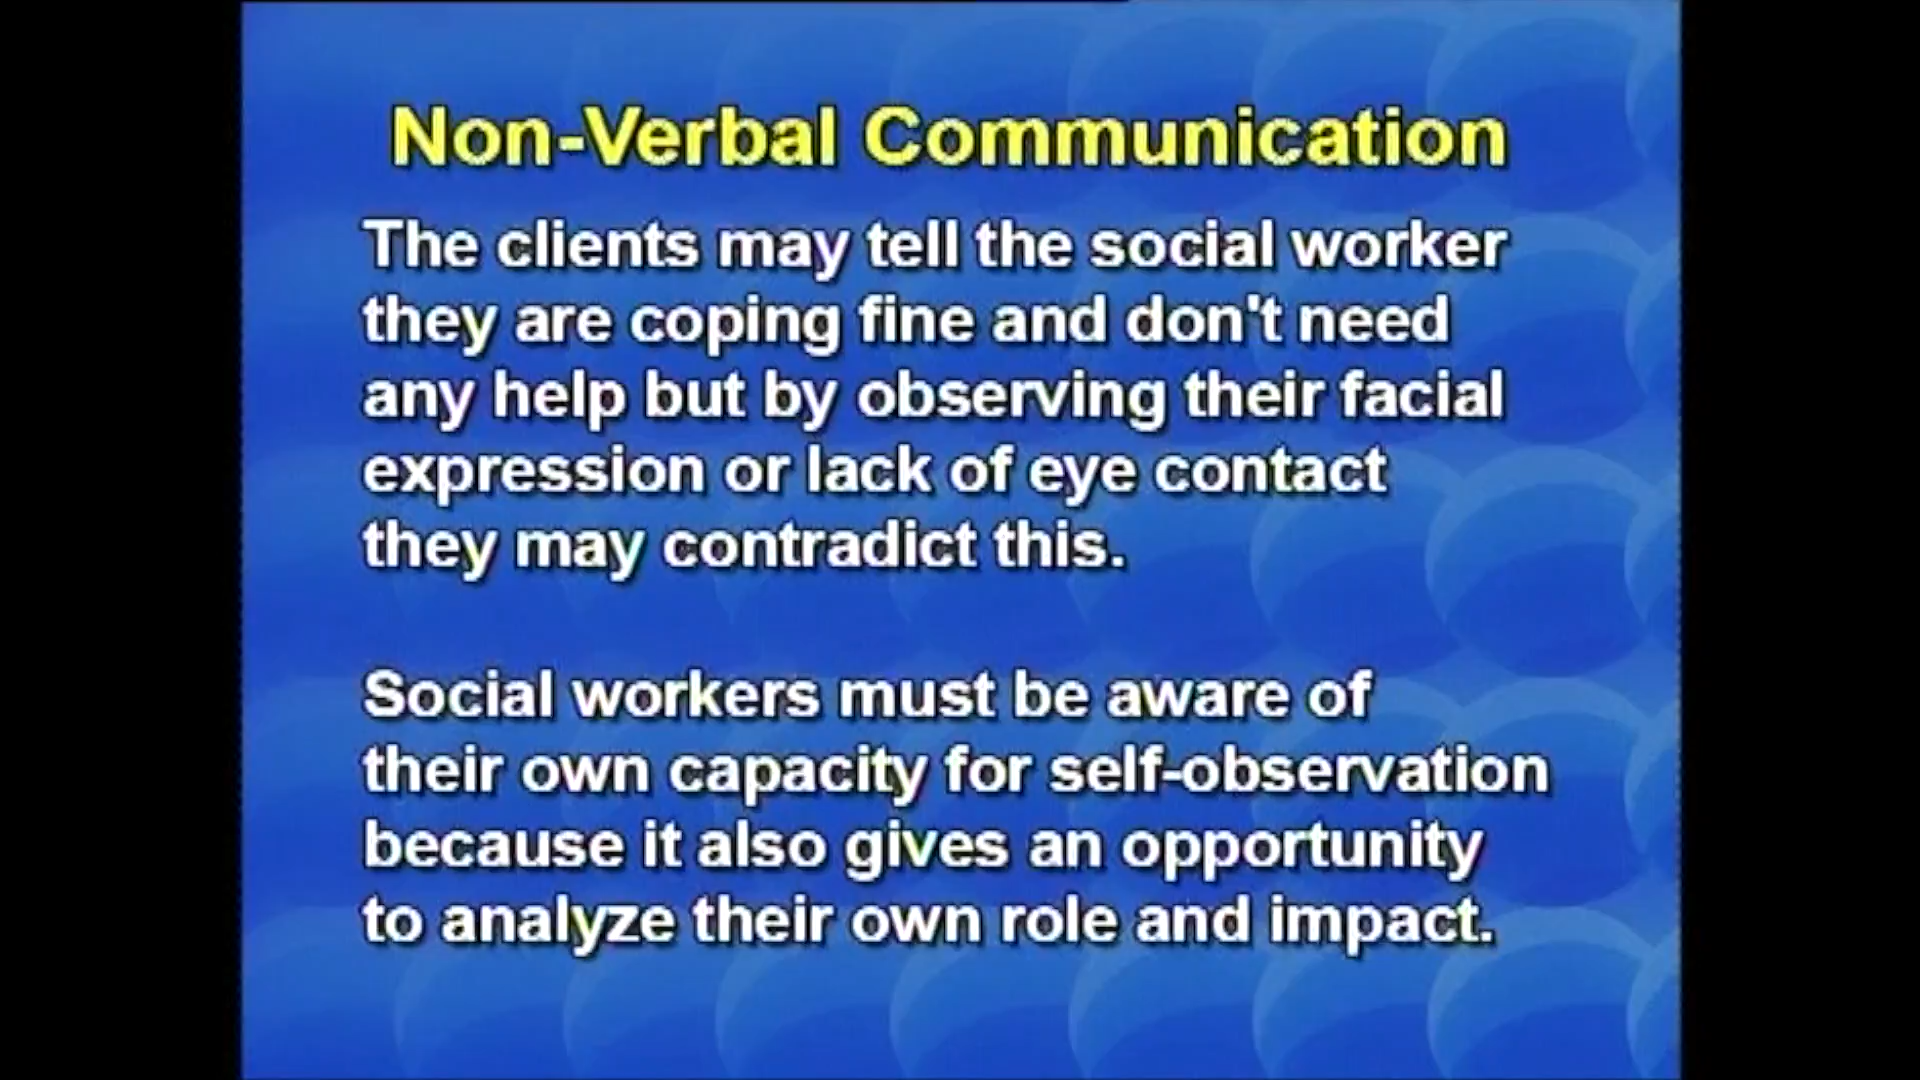 Non-Verbal Communication
The clients may tell the social worker
they are coping fine and don't need
any help but by observing their facial
expression or lack of eye contact
they may contradict this.
Social workers must be aware of
their own capacity for self-observation
because it also gives an opportunity
to analyze their own role and impact.